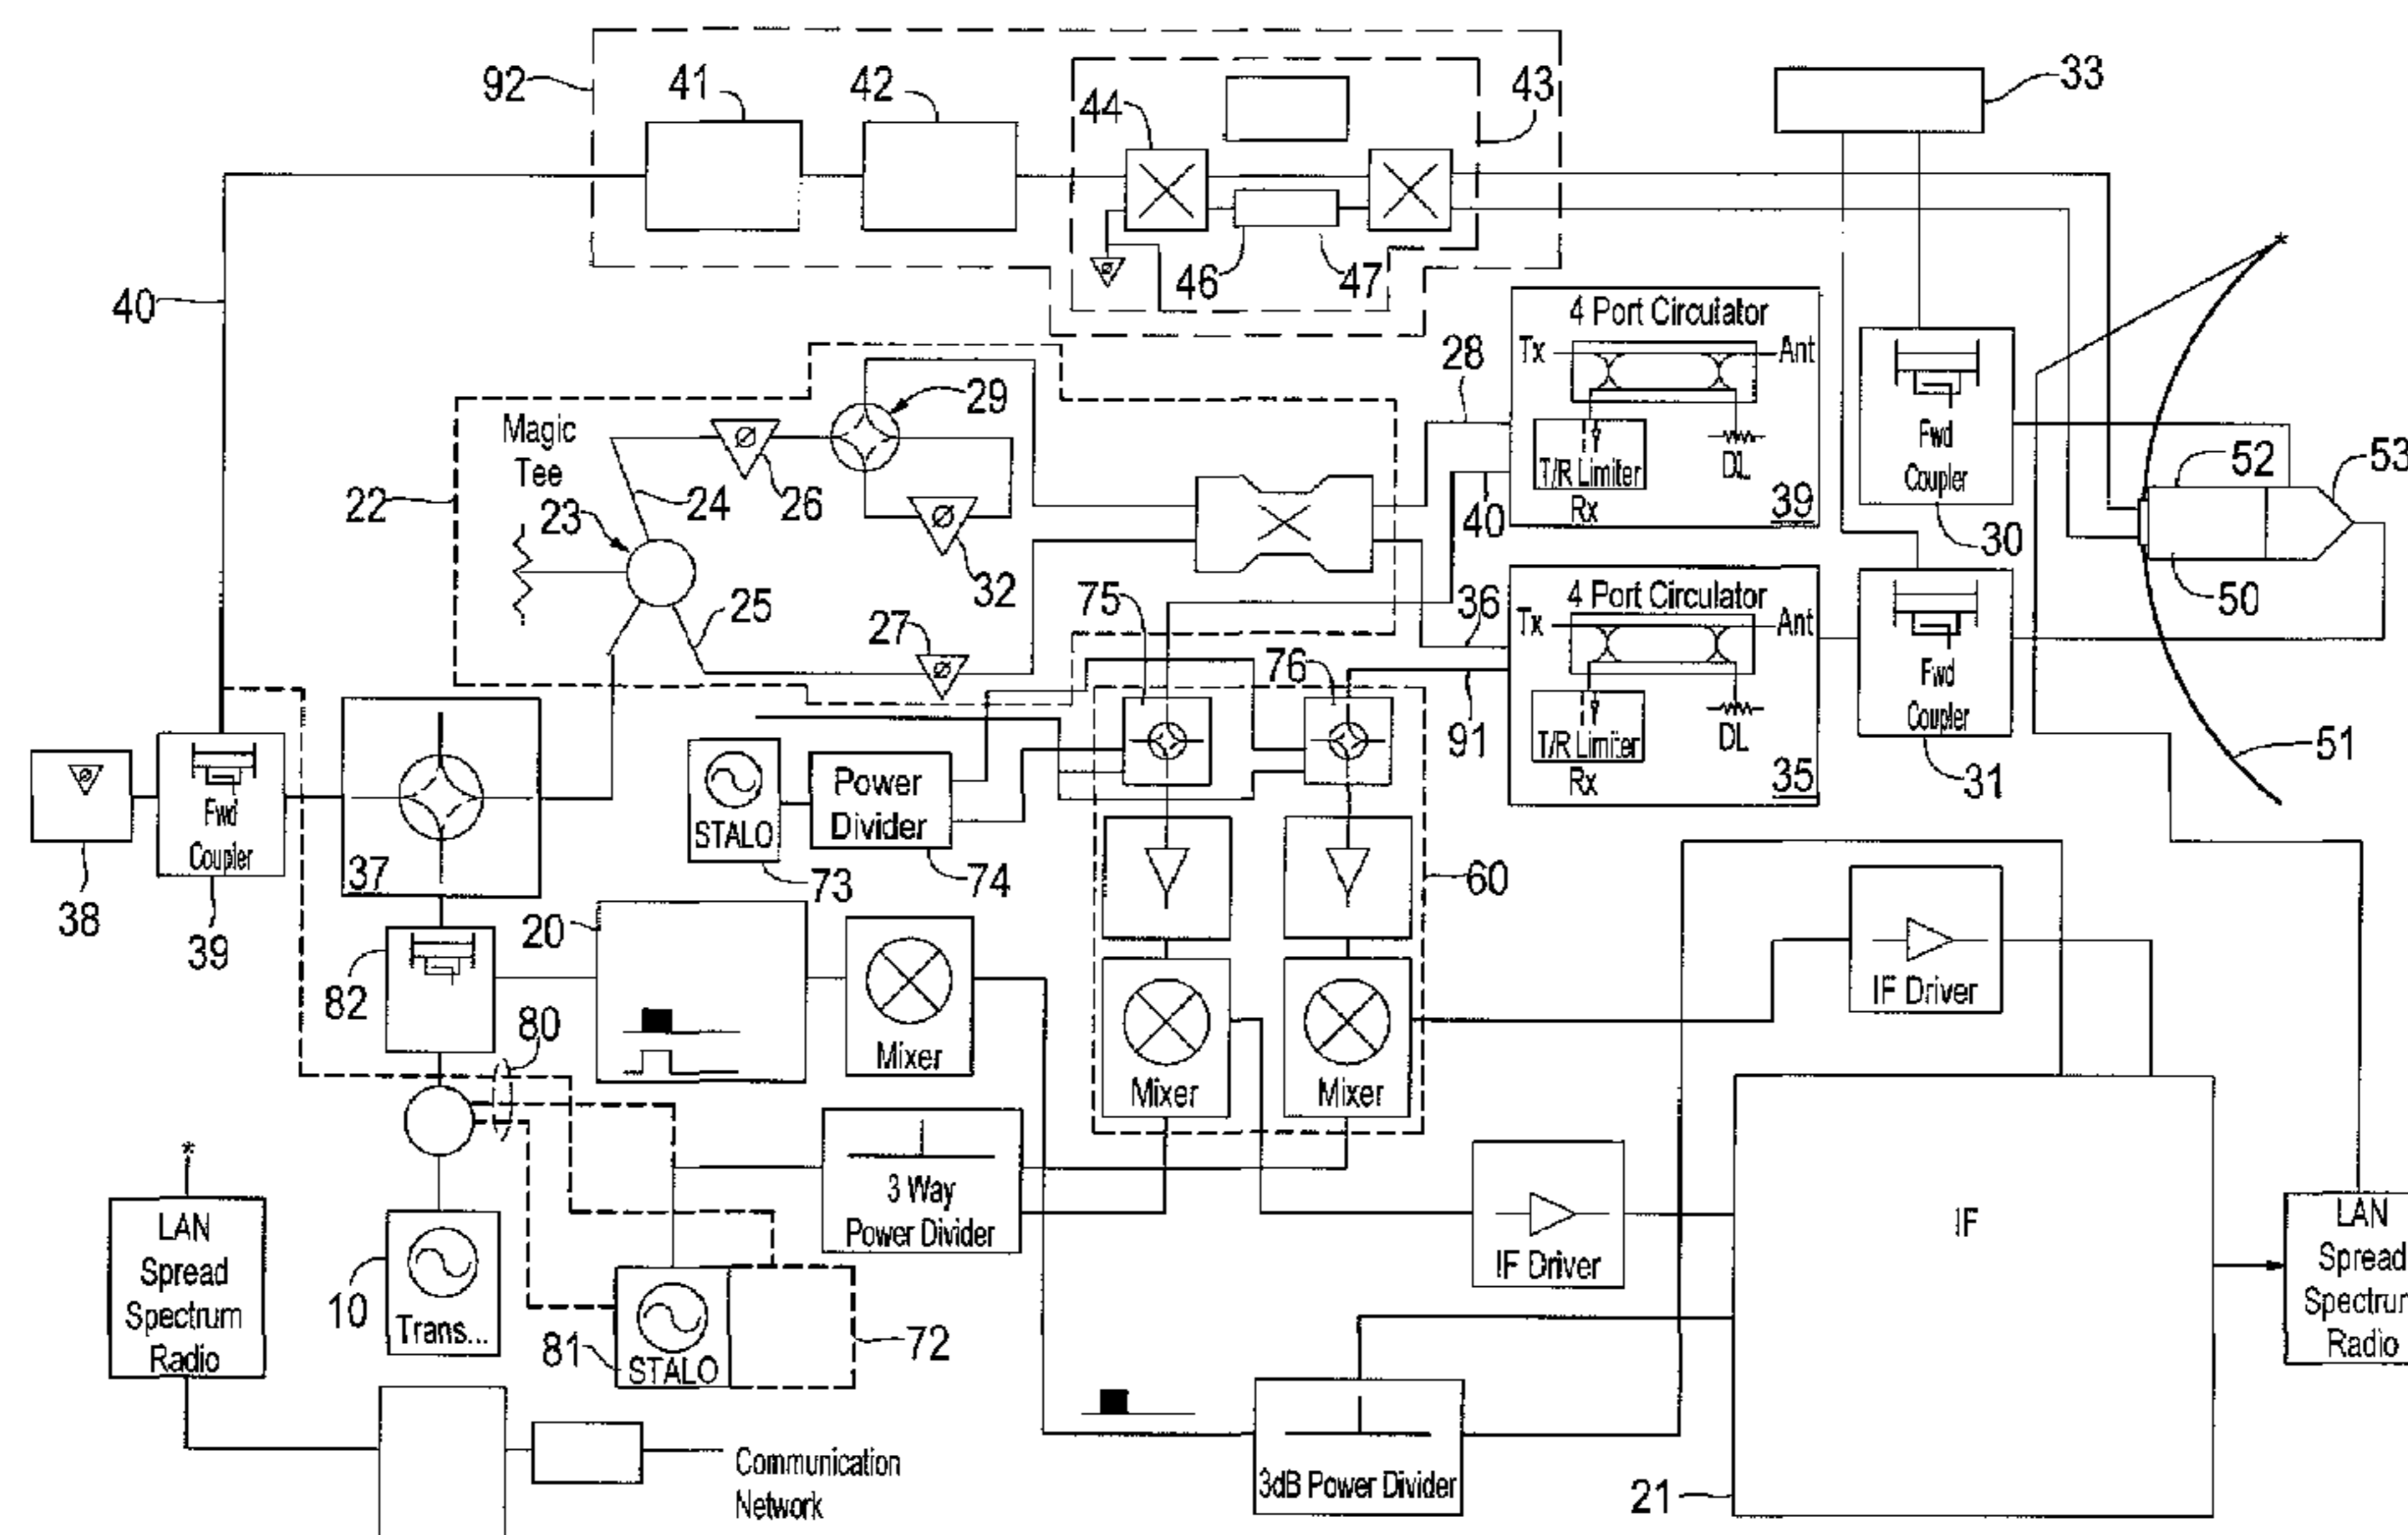 92
41
42
44
43
33
40
46
47
4 Port Circulator
Tx
Ant
T/R Limiter
Rx
DL
39
28
40
Fwd
Coupler
30
52
53
50
51
Magic
Tee
22
23
24
26
29
32
25
27
75
76
36
91
4 Port Circulator
Tx
Ant
T/R Limiter
Rx
DL
35
Fwd
Coupler
31
38
Fwd
Coupler
39
37
STALO
73
Power
Divider
74
60
82
20
Mixer
80
Mixer
Mixer
IF Driver
*
*
LAN
Spread
Spectrum
Radio
10
Trans...
81
STALO
72
3 Way
Power Divider
IF Driver
IF
21
LAN
Spread
Spectrum
Radio
3dB Power Divider
Communication
Network